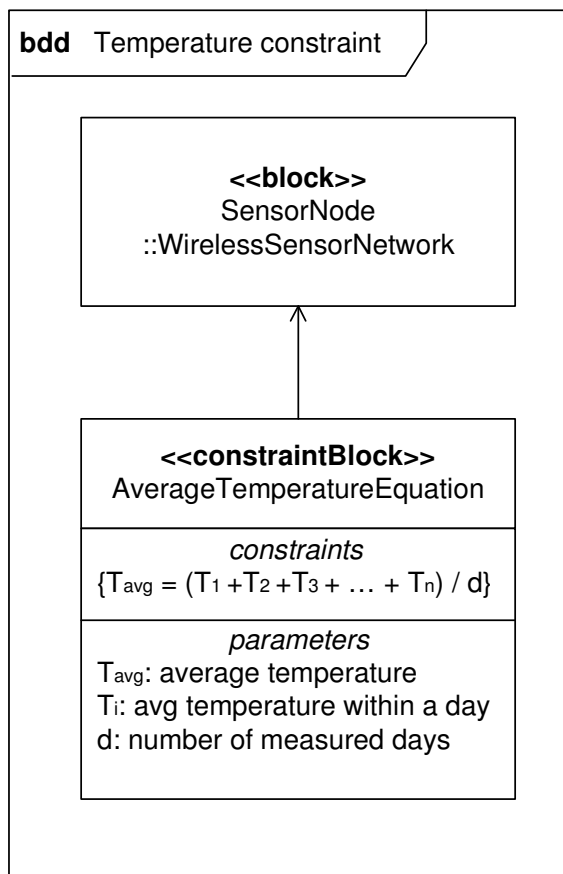 bdd Temperature constraint
<<block>>
SensorNode
::WirelessSensorNetwork
<<constraintBlock>>
AverageTemperatureEquation
constraints
{Tavg = (T1 +T2 +T3 + … + Tn) / d}
parameters
Tavg: average temperature
Ti: avg temperature within a day
d: number of measured days